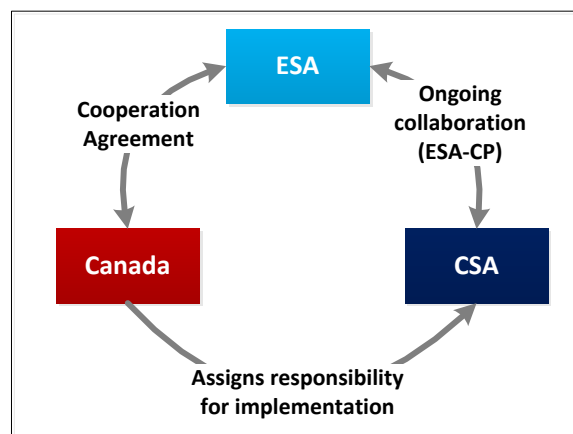 ESA
Cooperation
Agreement
Ongoing
collaboration
(ESA-CP)
Canada
CSA
Assigns responsibility
for implementation